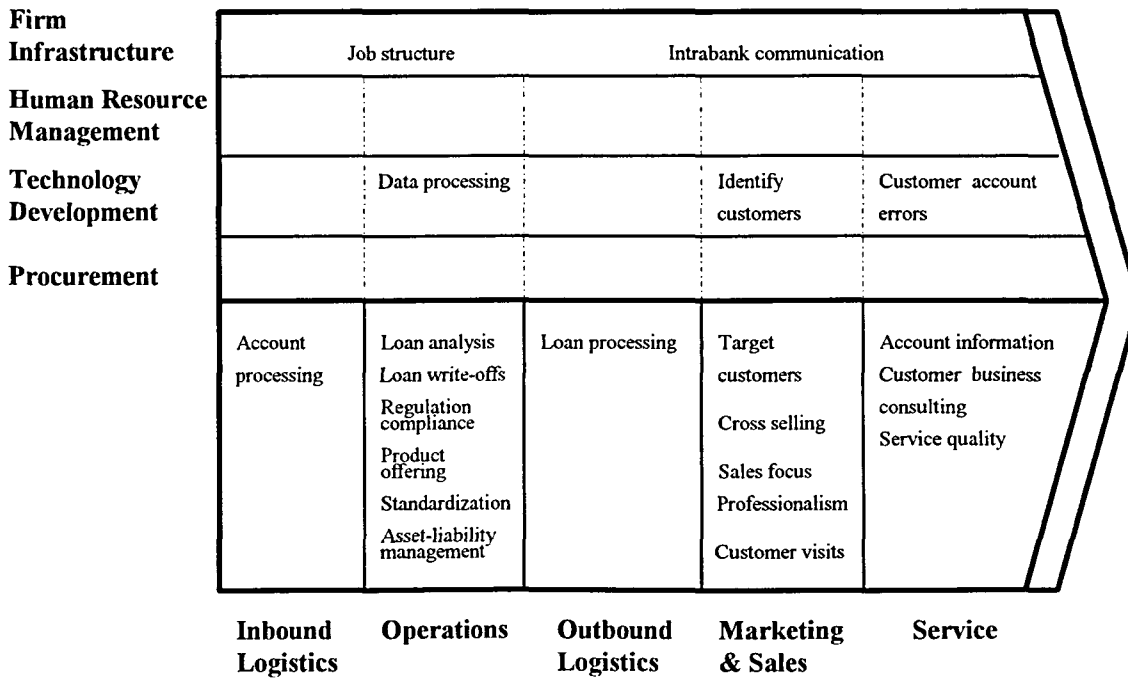 Firm
Infrastructure
Job structure
Intrabank communication
Human Resource
Management
Technology
Development
Data processing
Identify
customers
Customer account
errors
Procurement
Account
processing
Loan analysis
Loan write-offs
Regulation
compliance
Product
offering
Standardization
Asset-liability
management
Loan processing
Target
customers
Cross selling
Sales focus
Professionalism
Customer visits
Account information
Customer business
consulting
Service quality
Inbound
Logistics
Operations
Outbound
Logistics
Marketing
& Sales
Service